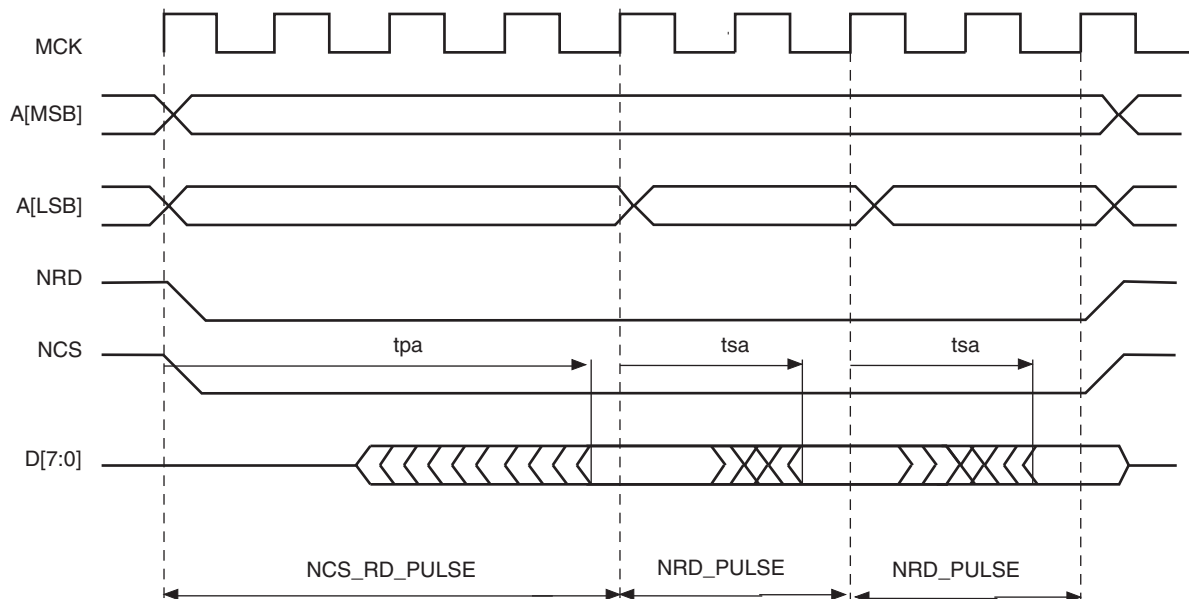 MCK
A[MSB]
A[LSB]
NRD
NCS
tpa tsa tsa
D[7:0]
NCS_RD_PULSE NRD_PULSE NRD_PULSE